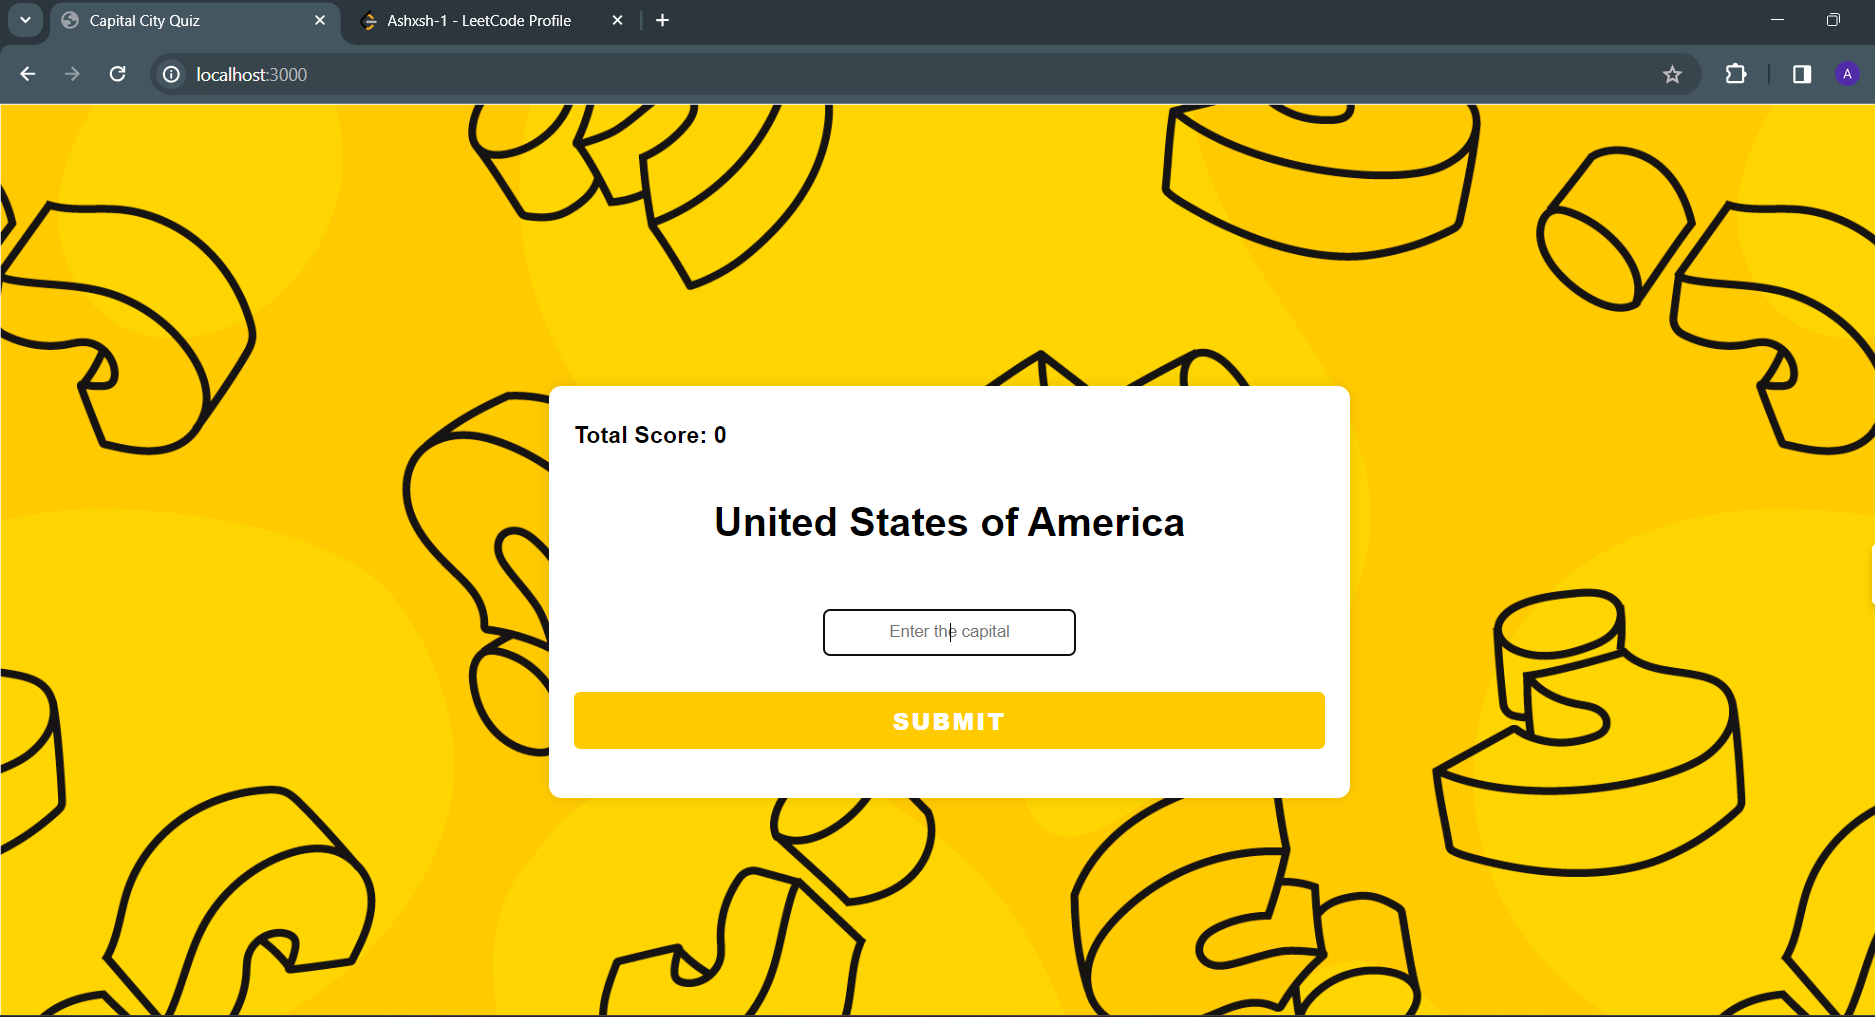 Capital City Quiz
Ashxsh-1 - LeetCode Profile
localhost:3000
A
Total Score: 0
United States of America
Enter the capital
SUBMIT